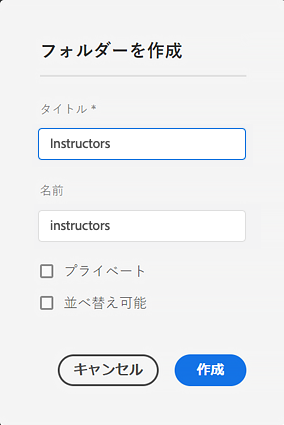 フォルダーを作成
タイトル *
Instructors
名前
instructors
プライベート
並べ替え可能
キャンセル
作成